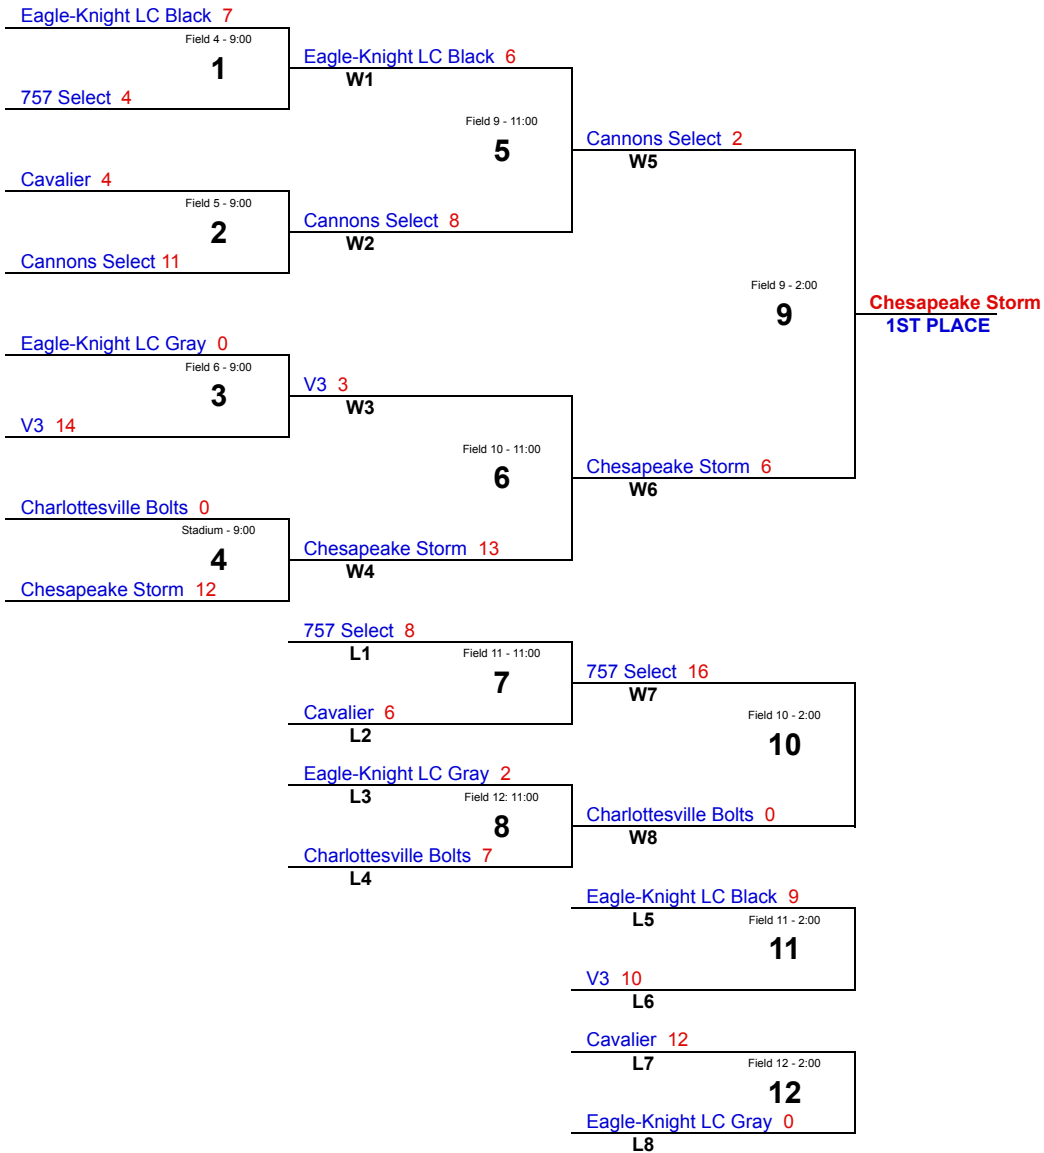 Eagle-Knight LC Black 7
Field 4 - 9:00
1
757 Select 4
Eagle-Knight LC Black 6
W1
Field 9 - 11:00
5
Cavalier 4
Field 5 - 9:00
2
Cannons Select 11
Cannons Select 8
W2
Cannons Select 2
W5
Field 9 - 2:00
9
Chesapeake Storm
1ST PLACE
Eagle-Knight LC Gray 0
Field 6 - 9:00
3
V3 14
V3 3
W3
Field 10 - 11:00
6
Charlottesville Bolts 0
Stadium - 9:00
4
Chesapeake Storm 12
Chesapeake Storm 13
W4
Chesapeake Storm 6
W6
757 Select 8
L1
Field 11 - 11:00
7
Cavalier 6
L2
757 Select 16
W7
Field 10 - 2:00
10
Eagle-Knight LC Gray 2
L3
Field 12: 11:00
8
Charlottesville Bolts 7
L4
Charlottesville Bolts 0
W8
Eagle-Knight LC Black 9
L5
Field 11 - 2:00
11
V3 10
L6
Cavalier 12
L7
Field 12 - 2:00
12
Eagle-Knight LC Gray 0
L8